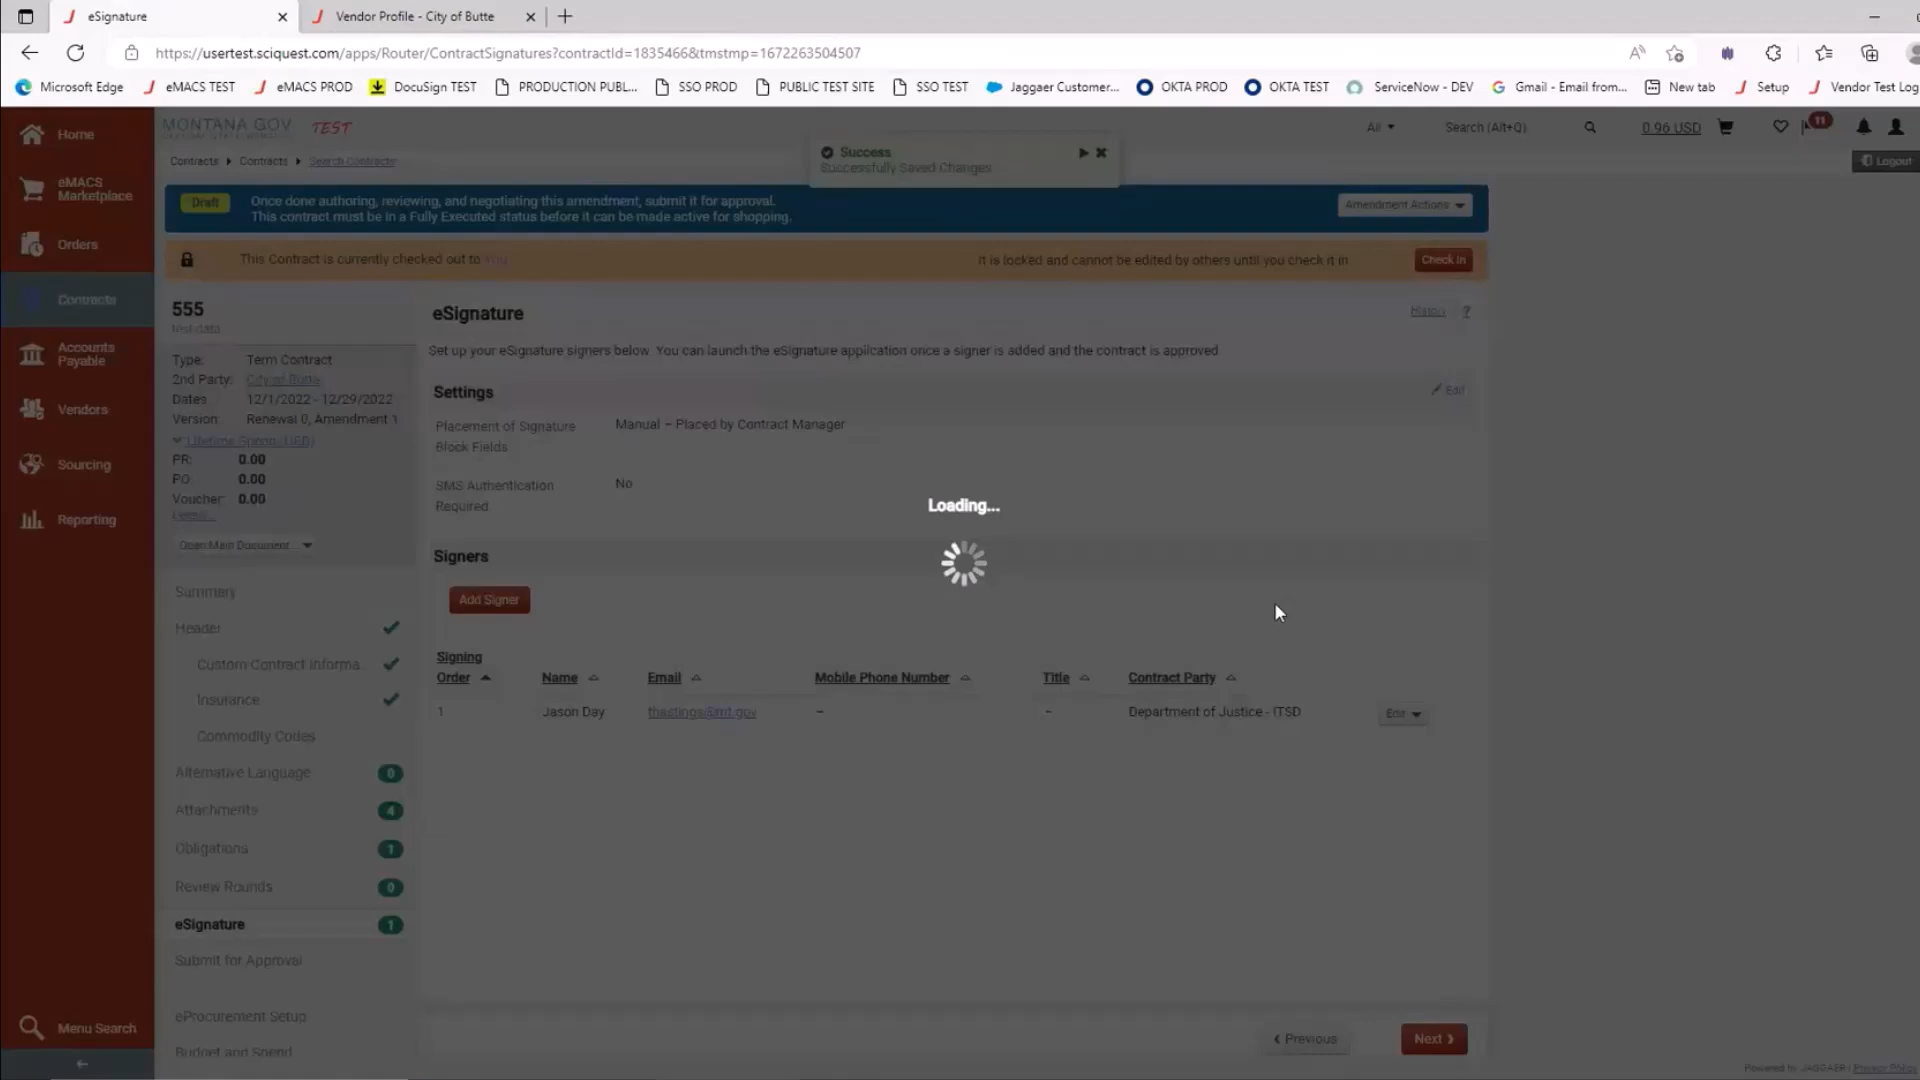 eSignature
Vendor Profile - City of Butte
https://usertest.sciquest.com/apps/Router/ContractSignatures?contractId=1835466&tmstmp=1672263504507
Microsoft Edge
eMACS TEST
eMACS PROD
DocuSign TEST
PRODUCTION PUBL...
SSO PROD
PUBLIC TEST SITE
SSO TEST
Jaggaer Customer...
OKTA PROD
OKTA TEST
ServiceNow - DEV
Gmail - Email from...
New tab
Setup
Vendor Test Log
Home
eMACS
Marketplace
Orders
Contracts
Accounts
Payable
Vendors
Sourcing
Reporting
Menu Search
MONTANA GOV
TEST
All
Search (Alt+Q)
0.96 USD
11
Logout
Contracts
Contracts
Search Contracts
Success
Successfully Saved Changes
Draft
Once done authoring, reviewing, and negotiating this amendment, submit it for approval.
This contract must be in a Fully Executed status before it can be made active for shopping.
Amendment Actions
This Contract is currently checked out to You
It is locked and cannot be edited by others until you check it in
Check In
555
test data
Type: Term Contract
2nd Party: City of Butte
Dates 12/1/2022 - 12/29/2022
Version: Renewal 0, Amendment 1
Lifetime Spend (USD)
PR: 0.00
PO: 0.00
Voucher: 0.00
Open Main Document
Summary
Header
Custom Contract Informa...
Insurance
Commodity Codes
Alternative Language 0
Attachments 4
Obligations 1
Review Rounds 0
eSignature 1
Submit for Approval
eProcurement Setup
Budget and Spend
eSignature
History
?
Set up your eSignature signers below. You can launch the eSignature application once a signer is added and the contract is approved
Settings
Edit
Placement of Signature
Block Fields
Manual – Placed by Contract Manager
SMS Authentication
Required
No
Loading...
Signers
Add Signer
Signing
Order Name Email Mobile Phone Number Title Contract Party
1 Jason Day thastings@mt.gov – – Department of Justice - ITSD
Edit
Previous
Next
Powered by JAGGAER | Privacy Policy